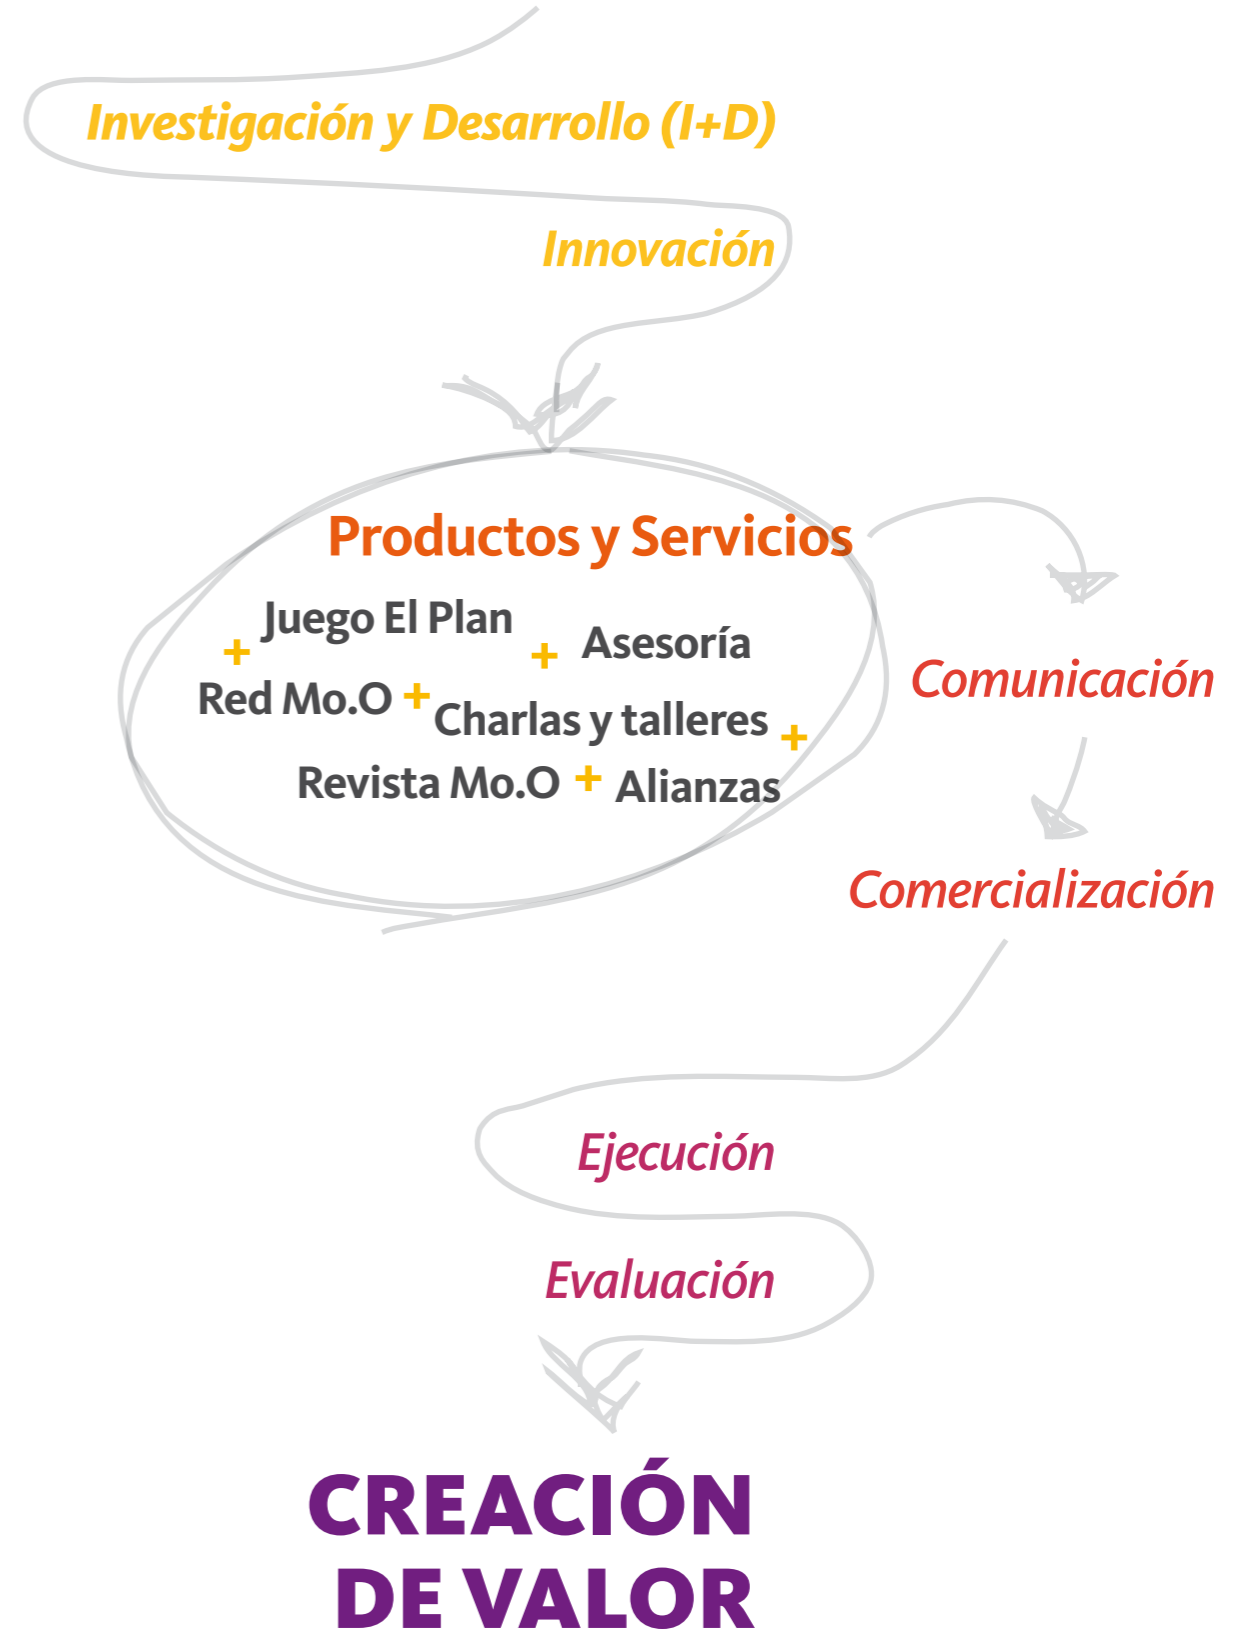 Investigación y Desarrollo (I+D)
Innovación
Productos y Servicios
+ Juego El Plan + Asesoría
Red Mo.O + Charlas y talleres +
Revista Mo.O + Alianzas
Comunicación
Comercialización
Ejecución
Evaluación
CREACIÓN
DE VALOR